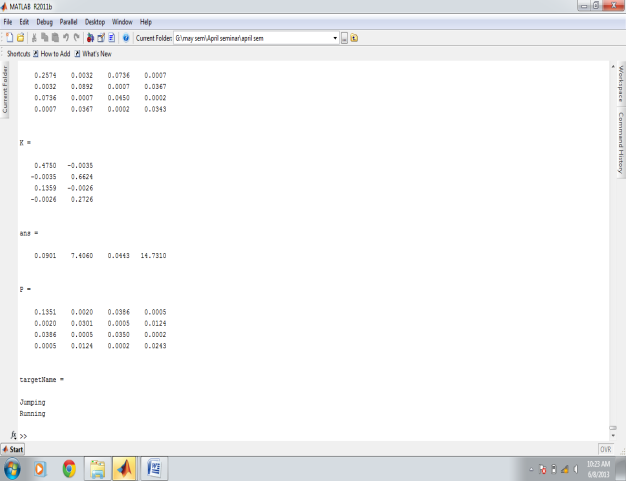 MATLAB R2011b
File Edit Debug Parallel Desktop Window Help
Current Folder: G:\may sem\April seminar\april sem
Shortcuts How to Add What's New
Current Folder
Workspace
Command History
0.2574 0.0032 0.0736 0.0007
0.0032 0.0892 0.0007 0.0367
0.0736 0.0007 0.0450 0.0002
0.0007 0.0367 0.0002 0.0343
K =
0.4750 -0.0035
-0.0035 0.6624
0.1359 -0.0026
-0.0026 0.2726
ans =
0.0901 7.4060 0.0443 14.7310
P =
0.1351 0.0020 0.0386 0.0005
0.0020 0.0301 0.0005 0.0124
0.0386 0.0005 0.0350 0.0002
0.0005 0.0124 0.0002 0.0243
targetName =
Jumping
Running
fx >>
Start
OVR
10:23 AM
6/8/2013